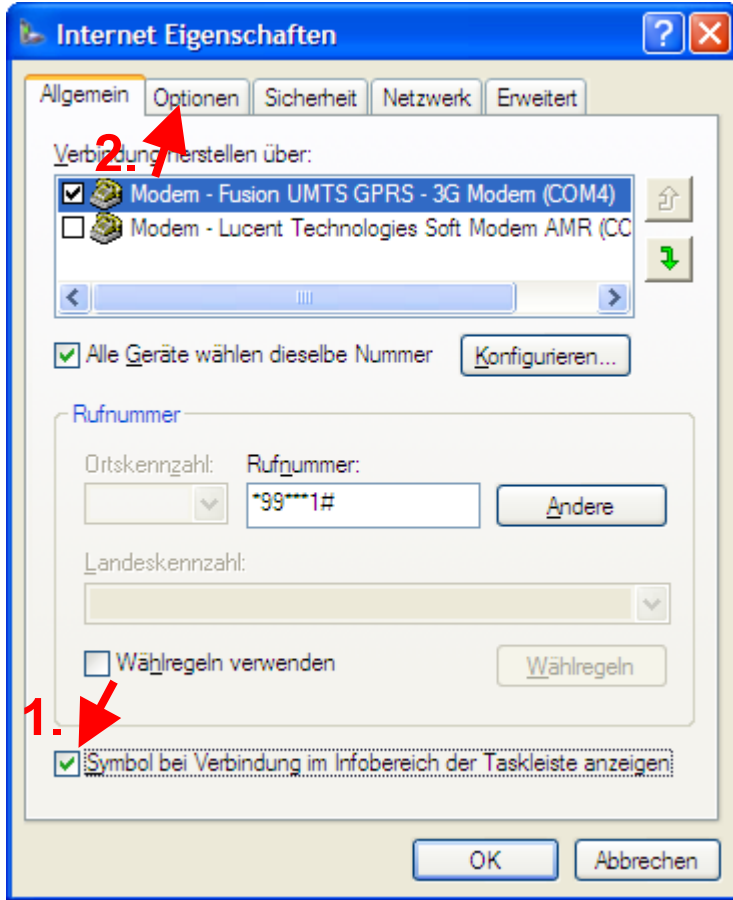 Internet Eigenschaften
Allgemein Optionen Sicherheit Netzwerk Erweitert
2.
Verbindung herstellen über:
Modem - Fusion UMTS GPRS - 3G Modem (COM4)
Modem - Lucent Technologies Soft Modem AMR (CC
Alle Geräte wählen dieselbe Nummer Konfigurieren...
Rufnummer
Ortskennzahl: Rufnummer:
*99***1# Andere
Landeskennzahl:
Wählregeln verwenden Wählregeln
1.
Symbol bei Verbindung im Infobereich der Taskleiste anzeigen
OK Abbrechen